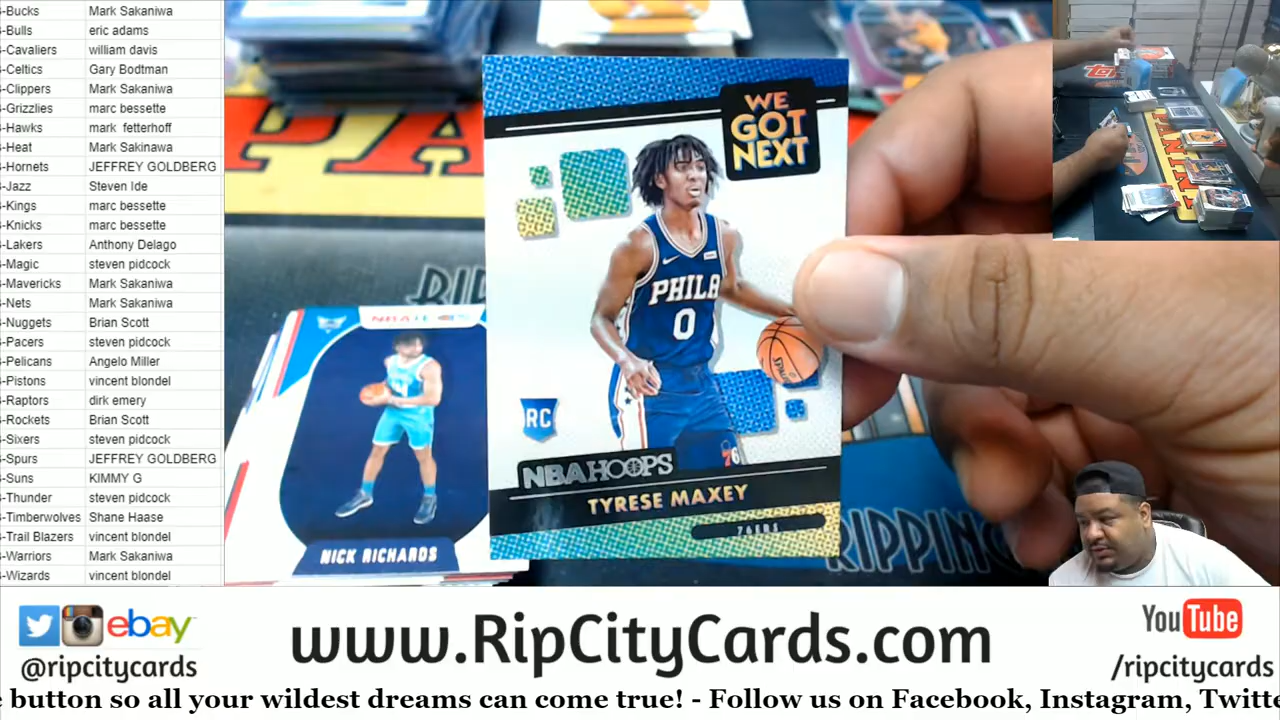 -Bucks Mark Sakaniwa
-Bulls eric adams
-Cavaliers william davis
-Celtics Gary Bodtman
-Clippers Mark Sakaniwa
-Grizzlies marc bessette
-Hawks mark fetterhoff
-Heat Mark Sakinawa
-Hornets JEFFREY GOLDBERG
-Jazz Steven Ide
-Kings marc bessette
-Knicks marc bessette
-Lakers Anthony Delago
-Magic steven pidcock
-Mavericks Mark Sakaniwa
-Nets Mark Sakaniwa
-Nuggets Brian Scott
-Pacers steven pidcock
-Pelicans Angelo Miller
-Pistons vincent blondel
-Raptors dirk emery
-Rockets Brian Scott
-Sixers steven pidcock
-Spurs JEFFREY GOLDBERG
-Suns KIMMY G
-Thunder steven pidcock
-Timberwolves Shane Haase
-Trail Blazers vincent blondel
-Warriors Mark Sakaniwa
-Wizards vincent blondel
PA
WE
GOT
NEXT
PHILA
0
SPALDING
RC
76
NBA HOOPS
TYRESE MAXEY
76ERS
NICK RICHARDS
RIPPING
ebay
@ripcitycards
www.RipCityCards.com
YouTube
/ripcitycards
e button so all your wildest dreams can come true! - Follow us on Facebook, Instagram, Twitte